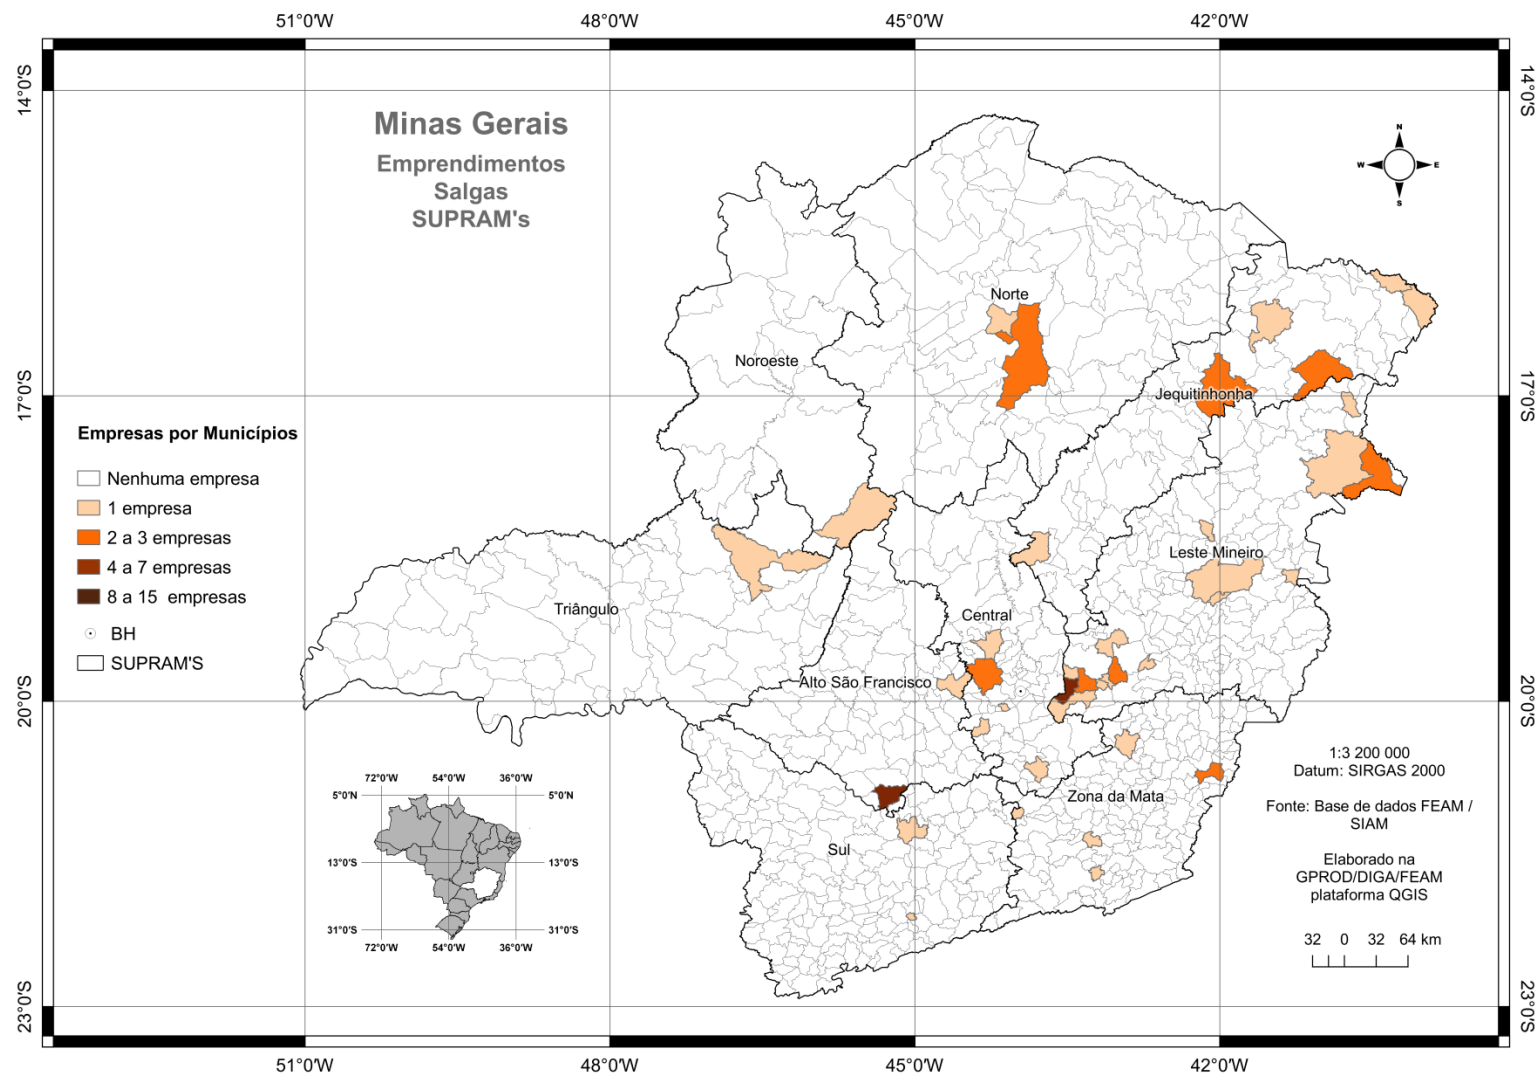 51°0'W 48°0'W 45°0'W 42°0'W
14°0'S 14°0'S
Minas Gerais
Emprendimentos
Salgas
SUPRAM's
N
W E
S
Norte
Noroeste
Jequitinhonha
17°0'S 17°0'S
Empresas por Municípios
Nenhuma empresa
1 empresa
2 a 3 empresas
4 a 7 empresas
8 a 15 empresas
BH
SUPRAM'S
Leste Mineiro
Triângulo
Central
Alto São Francisco
20°0'S 20°0'S
Zona da Mata
Sul
1:3 200 000
Datum: SIRGAS 2000
Fonte: Base de dados FEAM /
SIAM
Elaborado na
GPROD/DIGA/FEAM
plataforma QGIS
32 0 32 64 km
72°0'W 54°0'W 36°0'W
5°0'N 5°0'N
13°0'S 13°0'S
31°0'S 31°0'S
72°0'W 54°0'W 36°0'W
23°0'S 23°0'S
51°0'W 48°0'W 45°0'W 42°0'W